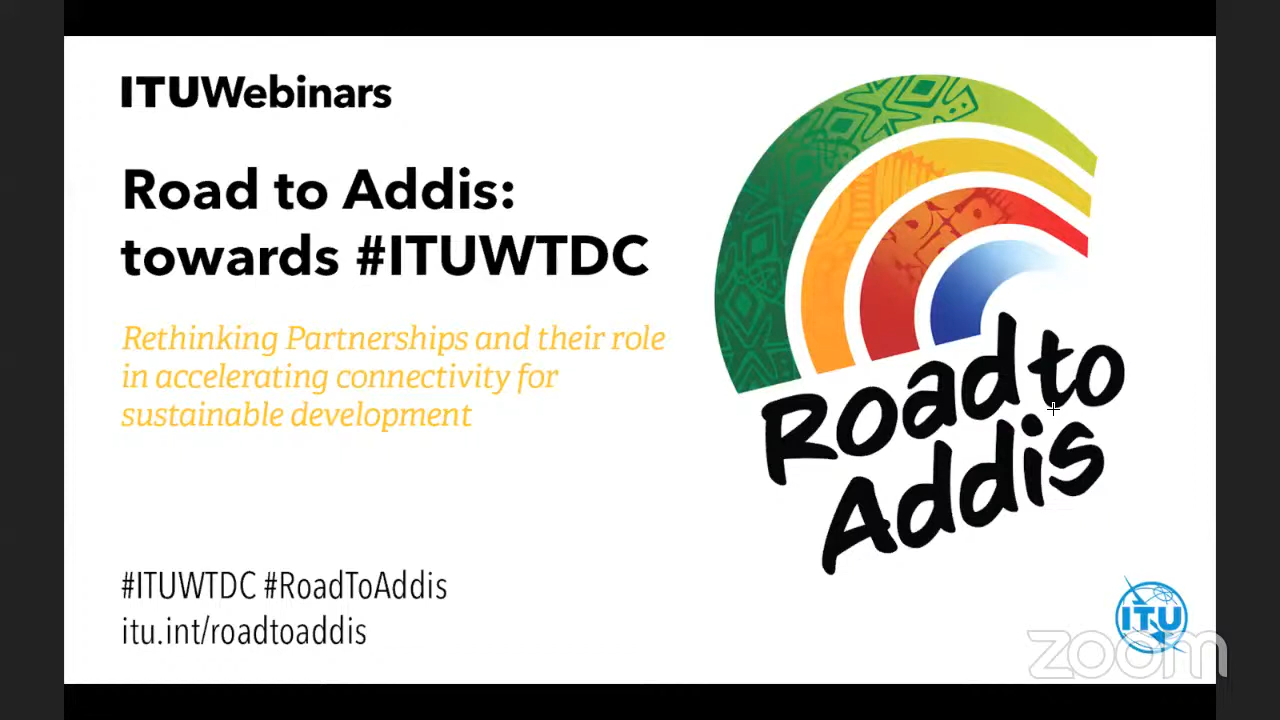 ITUWebinars
Road to Addis:
towards #ITUWTDC
Rethinking Partnerships and their role
in accelerating connectivity for
sustainable development
#ITUWTDC #RoadToAddis
itu.int/roadtoaddis
Road to
Addis
ITU
zoom